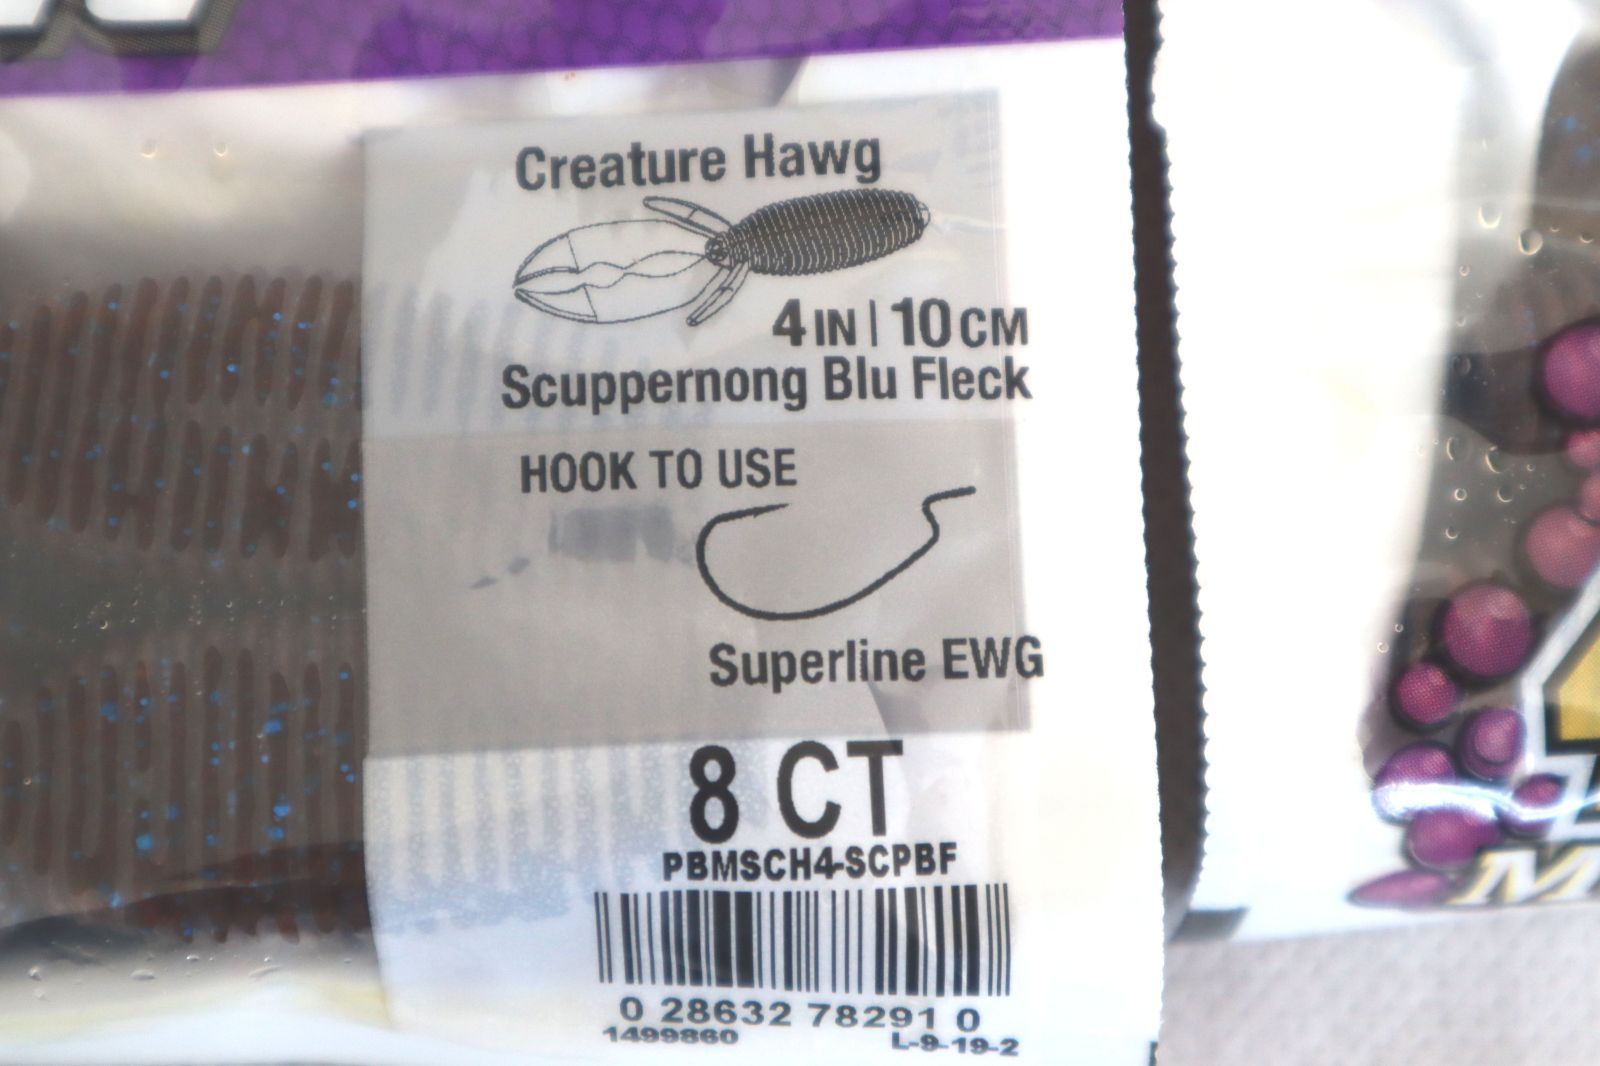 Creature Hawg
4 IN | 10 CM
Scuppernong Blu Fleck
HOOK TO USE
Superline EWG
8 CT
PBMSCH4-SCPBF
0 28632 78291 0
1499860 L-9-19-2
M